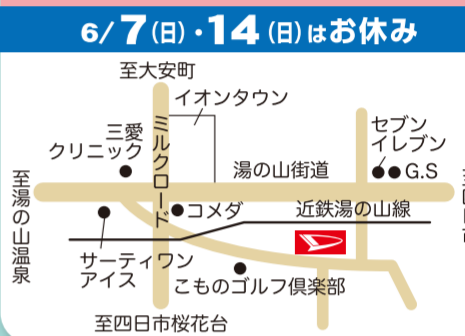 6/7(日)・14(日)はお休み
至大安町
イオンタウン
ミルクロード
三愛
クリニック
セブン
イレブン
G.S
湯の山街道
至湯の山温泉
コメダ
近鉄湯の山線
サーティワン
アイス
こものゴルフ倶楽部
至四日市桜花台